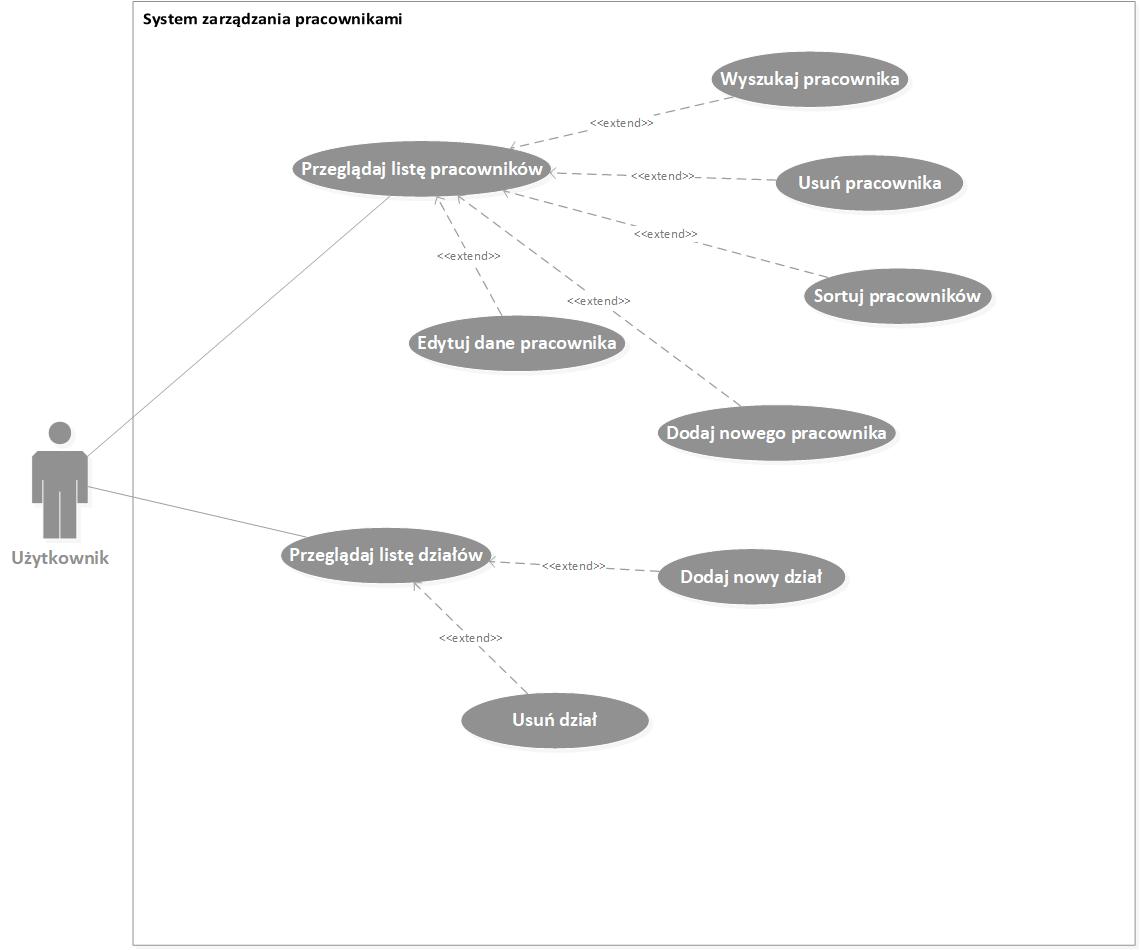 System zarządzania pracownikami
Wyszukaj pracownika
<<extend>>
Przeglądaj listę pracowników
<<extend>>
Usuń pracownika
<<extend>>
<<extend>>
Sortuj pracowników
<<extend>>
Edytuj dane pracownika
Dodaj nowego pracownika
Użytkownik
Przeglądaj listę działów
<<extend>>
Dodaj nowy dział
<<extend>>
Usuń dział